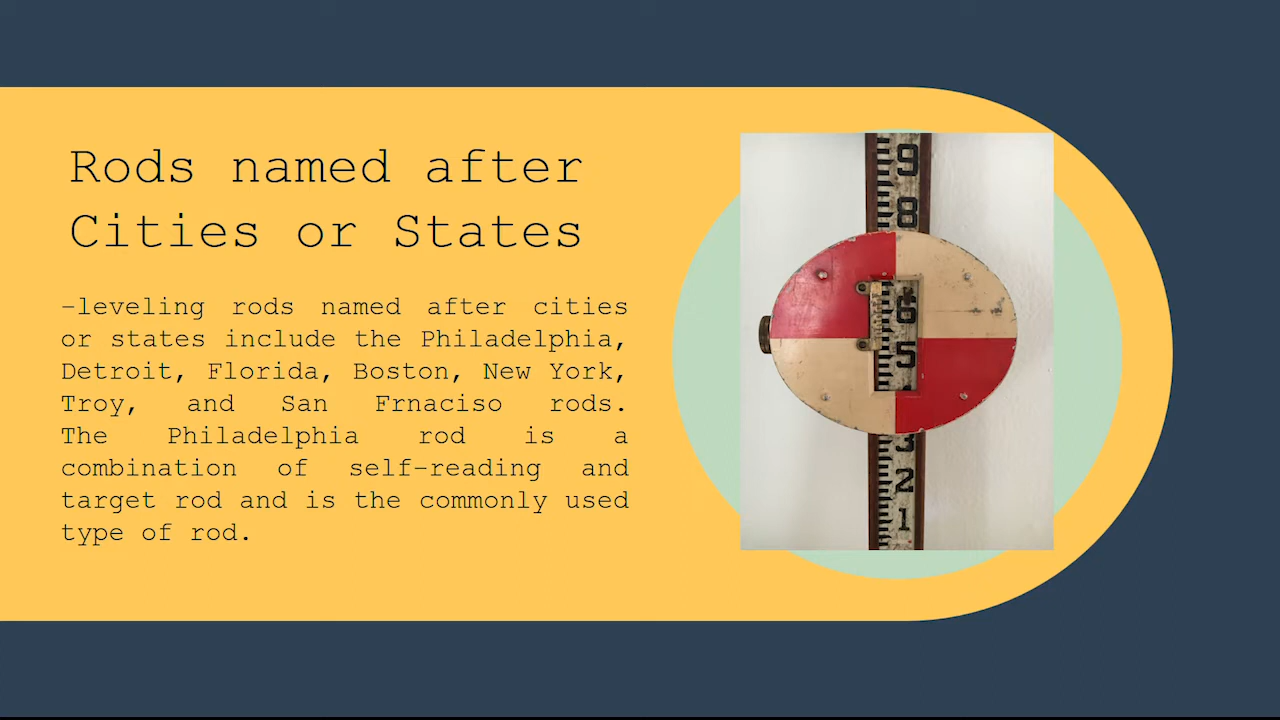 Rods named after
Cities or States
-leveling rods named after cities
or states include the Philadelphia,
Detroit, Florida, Boston, New York,
Troy, and San Frnaciso rods.
The Philadelphia rod is a
combination of self-reading and
target rod and is the commonly used
type of rod.
9
8
6
5
3
2
1